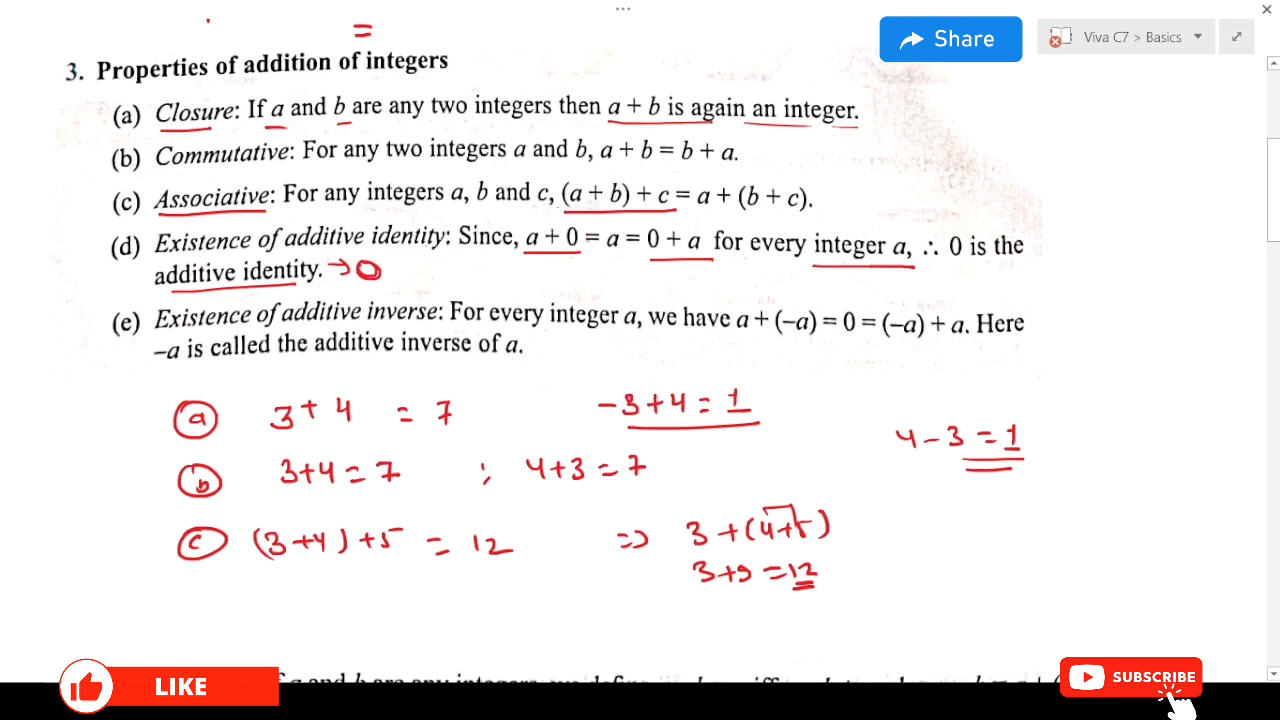 ...
=
Share
Viva C7 > Basics
3. Properties of addition of integers
(a) Closure: If a and b are any two integers then a + b is again an integer.
(b) Commutative: For any two integers a and b, a + b = b + a.
(c) Associative: For any integers a, b and c, (a + b) + c = a + (b + c).
(d) Existence of additive identity: Since, a + 0 = a = 0 + a for every integer a, ∴ 0 is the
additive identity. → 0
(e) Existence of additive inverse: For every integer a, we have a + (–a) = 0 = (–a) + a. Here
–a is called the additive inverse of a.
(a) 3 + 4 = 7 -3+4 = 1
4-3 = 1
(b) 3+4 = 7 ; 4+3 = 7
(c) (3+4)+5 = 12 => 3+(4+5)
3+9 = 12
LIKE
SUBSCRIBE